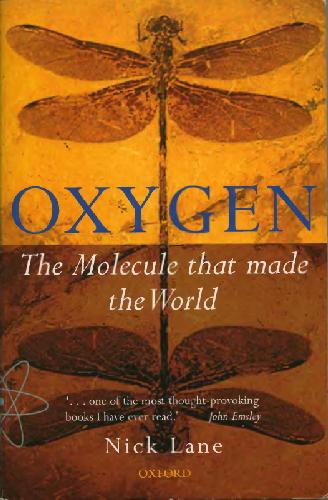 OXYGEN
The Molecule that made
the World
'. . . one of the most thought-provoking
books I have ever read.' John Emsley
Nick Lane
OXFORD